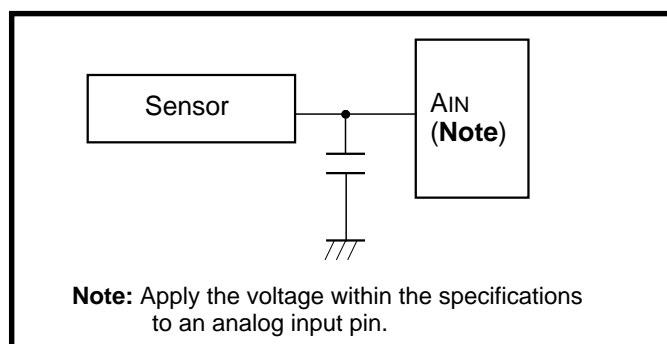 Sensor
AIN
(Note)
Note: Apply the voltage within the specifications
to an analog input pin.